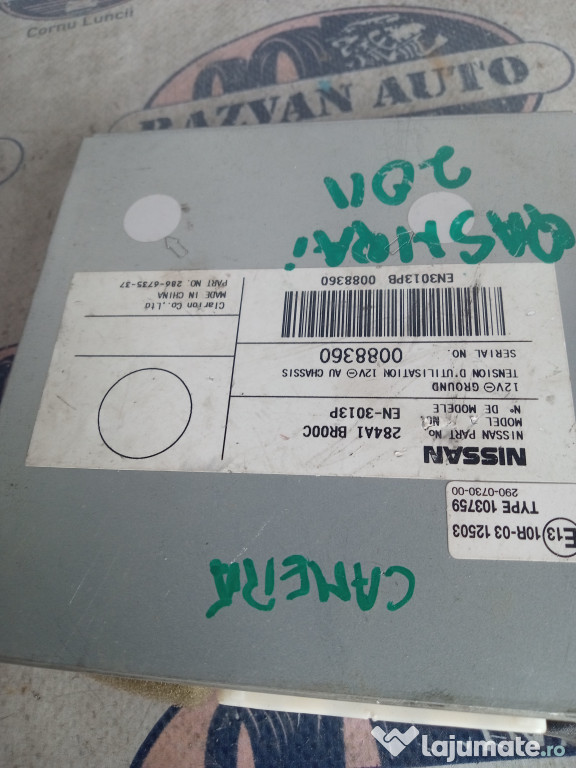 Cornu Luncii
RAZVAN AUTO
CAMERA
E13
10R-03 12503
TYPE 103759
290-0730-00
NISSAN
NISSAN PART No. 284A1 BR00C
MODEL NO.
N° DE MODELE EN-3013P
12V⊖ GROUND
TENSION D'UTILISATION 12V⊖ AU CHASSIS
SERIAL NO. 0088360
EN3013PB 0088360
Clarion Co.,Ltd
MADE IN CHINA
PART NO. 286-6735-37
QASHQAI
2011
Lajumate.ro